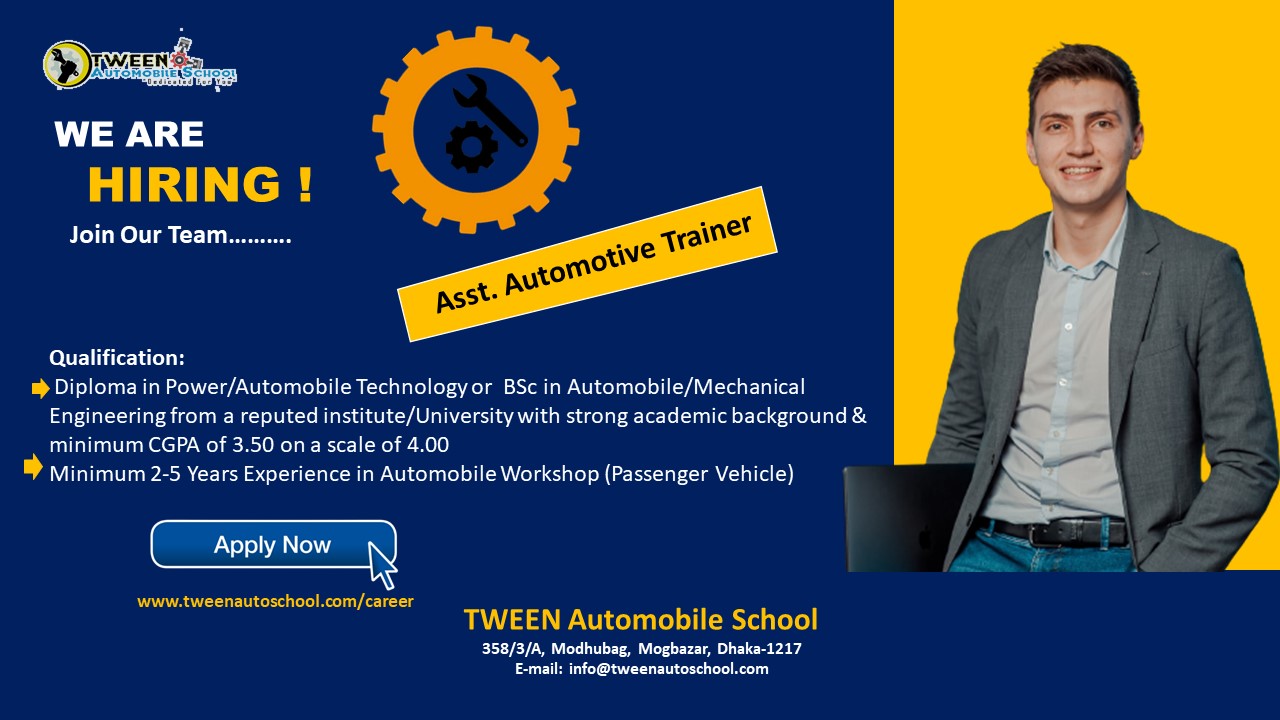 TWEEN
AUTOMOBILE SCHOOL
Dedicated For You
WE ARE
HIRING !
Join Our Team..........
Asst. Automotive Trainer
Qualification:
Diploma in Power/Automobile Technology or BSc in Automobile/Mechanical
Engineering from a reputed institute/University with strong academic background &
minimum CGPA of 3.50 on a scale of 4.00
Minimum 2-5 Years Experience in Automobile Workshop (Passenger Vehicle)
Apply Now
www.tweenautoschool.com/career
TWEEN Automobile School
358/3/A, Modhubag, Mogbazar, Dhaka-1217
E-mail: info@tweenautoschool.com